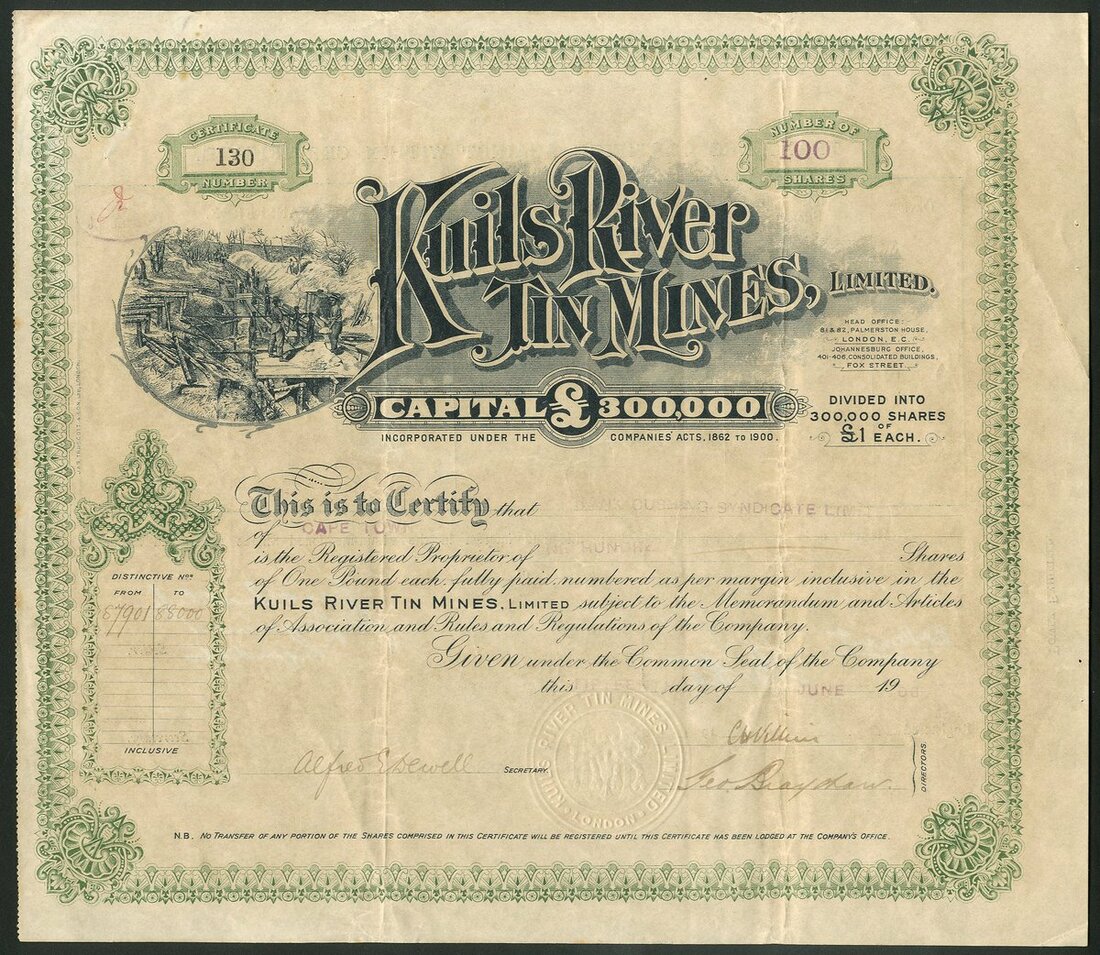 CERTIFICATE
130
NUMBER
NUMBER OF
100
SHARES
Kuils River
Tin Mines, Limited.
HEAD OFFICE:
81 & 82, PALMERSTON HOUSE,
LONDON, E.C.
JOHANNESBURG OFFICE,
401-406, CONSOLIDATED BUILDINGS,
FOX STREET.
CAPITAL £ 300,000
INCORPORATED UNDER THE COMPANIES' ACTS, 1862 TO 1900.
DIVIDED INTO
300,000 SHARES
OF
£1 EACH.
This is to Certify that SYNDICATE
of CAPE TOWN
is the Registered Proprietor of Shares
of One Pound each, fully paid, numbered as per margin inclusive in the
KUILS RIVER TIN MINES, LIMITED subject to the Memorandum and Articles
of Association and Rules and Regulations of the Company.
Given under the Common Seal of the Company
this day of JUNE 19
DISTINCTIVE Nos
FROM TO
87901 88000
INCLUSIVE
KUILS RIVER TIN MINES LIMITED
LONDON
Alfred E Dewell SECRETARY.
Geo Brayshaw.
DIRECTORS.
N.B. NO TRANSFER OF ANY PORTION OF THE SHARES COMPRISED IN THIS CERTIFICATE WILL BE REGISTERED UNTIL THIS CERTIFICATE HAS BEEN LODGED AT THE COMPANY'S OFFICE.